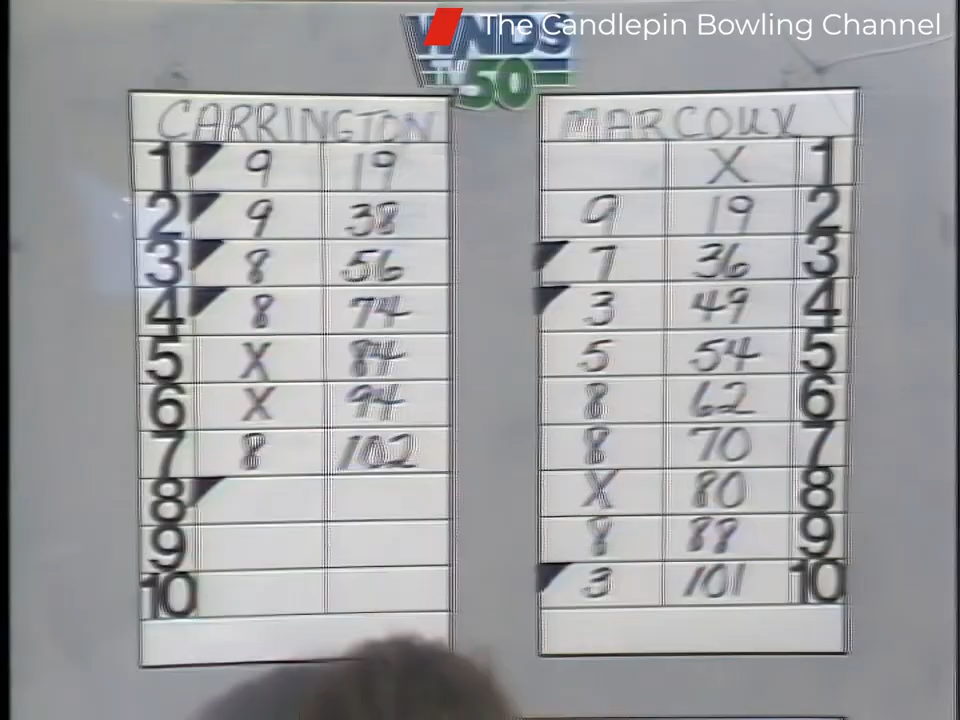 The Candlepin Bowling Channel
WNDS
TV 50
CARRINGTON
1 9 19
2 9 38
3 8 56
4 8 74
5 X 84
6 X 94
7 8 102
8
9
10
MARCOUX
X 1
9 19 2
7 36 3
3 49 4
5 54 5
8 62 6
8 70 7
X 80 8
8 88 9
3 101 10